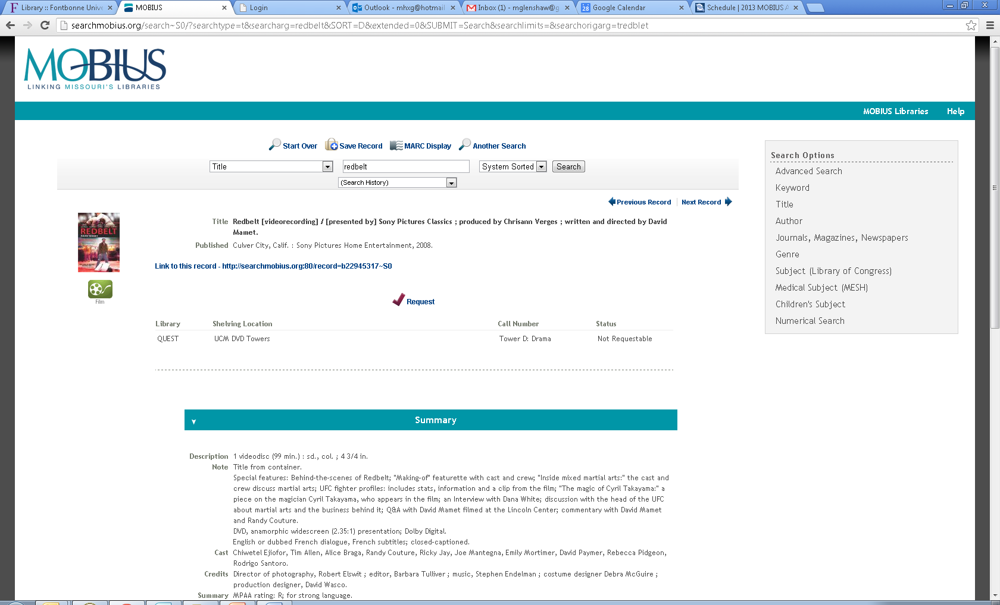 Library :: Fontbonne Unive
MOBIUS
Login
Outlook - mhxg@hotmail
Inbox (1) - mglenshaw@g
28 Google Calendar
Schedule | 2013 MOBIUS A
searchmobius.org/search~S0/?searchtype=t&searcharg=redbelt&SORT=D&extended=0&SUBMIT=Search&searchlimits=&searchorigarg=tredblet
MOBIUS
LINKING MISSOURI'S LIBRARIES
MOBIUS Libraries Help
Start Over Save Record MARC Display Another Search
Title redbelt System Sorted Search
(Search History)
Previous Record Next Record
REDBELT
Film
Title Redbelt [videorecording] / [presented by] Sony Pictures Classics ; produced by Chrisann Verges ; written and directed by David
Mamet.
Published Culver City, Calif. : Sony Pictures Home Entertainment, 2008.
Link to this record - http://searchmobius.org:80/record=b22945317~S0
Request
Library Shelving Location Call Number Status
QUEST UCM DVD Towers Tower D: Drama Not Requestable
Summary
Description 1 videodisc (99 min.) : sd., col. ; 4 3/4 in.
Note Title from container.
Special features: Behind-the-scenes of Redbelt; "Making-of" featurette with cast and crew; "Inside mixed martial arts:" the cast and
crew discuss martial arts; UFC fighter profiles: includes stats, information and a clip from the film; "The magic of Cyril Takayama:" a
piece on the magician Cyril Takayama, who appears in the film; an Interview with Dana White; discussion with the head of the UFC
about martial arts and the business behind it; Q&A with David Mamet filmed at the Lincoln Center; commentary with David Mamet
and Randy Couture.
DVD, anamorphic widescreen (2.35:1) presentation; Dolby Digital.
English or dubbed French dialogue, French subtitles; closed-captioned.
Cast Chiwetel Ejiofor, Tim Allen, Alice Braga, Randy Couture, Ricky Jay, Joe Mantegna, Emily Mortimer, David Paymer, Rebecca Pidgeon,
Rodrigo Santoro.
Credits Director of photography, Robert Elswit ; editor, Barbara Tulliver ; music, Stephen Endelman ; costume designer Debra McGuire ;
production designer, David Wasco.
Summary MPAA rating: R; for strong language.
Search Options
Advanced Search
Keyword
Title
Author
Journals, Magazines, Newspapers
Genre
Subject (Library of Congress)
Medical Subject (MESH)
Children's Subject
Numerical Search